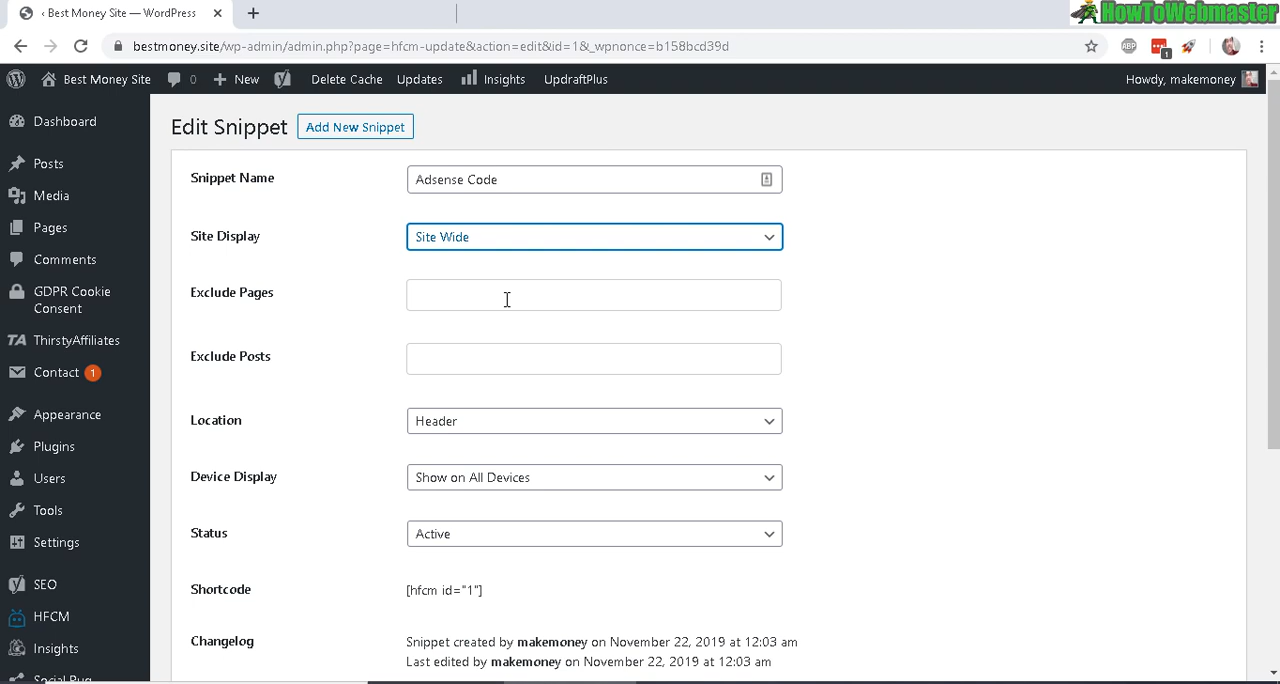 ‹ Best Money Site — WordPress
HowToWebmaster
bestmoney.site/wp-admin/admin.php?page=hfcm-update&action=edit&id=1&_wpnonce=b158bcd39d
ABP
1
Best Money Site
0
New
Delete Cache
Updates
Insights
UpdraftPlus
Howdy, makemoney
Dashboard
Posts
Media
Pages
Comments
GDPR Cookie
Consent
TA ThirstyAffiliates
Contact 1
Appearance
Plugins
Users
Tools
Settings
SEO
HFCM
Insights
Social Pug
Edit Snippet
Add New Snippet
Snippet Name
Adsense Code
Site Display
Site Wide
Exclude Pages
Exclude Posts
Location
Header
Device Display
Show on All Devices
Status
Active
Shortcode
[hfcm id="1"]
Changelog
Snippet created by makemoney on November 22, 2019 at 12:03 am
Last edited by makemoney on November 22, 2019 at 12:03 am